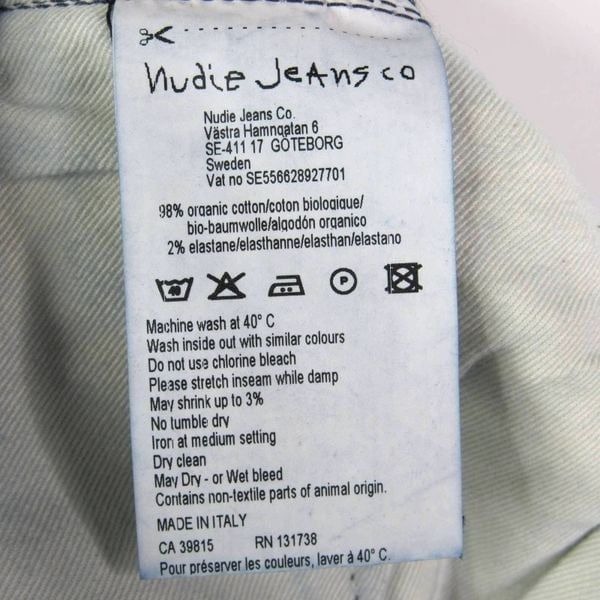 nudie jeans co
Nudie Jeans Co.
Västra Hamngatan 6
SE-411 17 GÖTEBORG
Sweden
Vat no SE556628927701
98% organic cotton/coton biologique/
bio-baumwolle/algodón organico
2% elastane/elasthanne/elasthan/elastano
40
P
Machine wash at 40° C
Wash inside out with similar colours
Do not use chlorine bleach
Please stretch inseam while damp
May shrink up to 3%
No tumble dry
Iron at medium setting
Dry clean
May Dry - or Wet bleed
Contains non-textile parts of animal origin.
MADE IN ITALY
CA 39815 RN 131738
Pour préserver les couleurs, laver à 40° C.